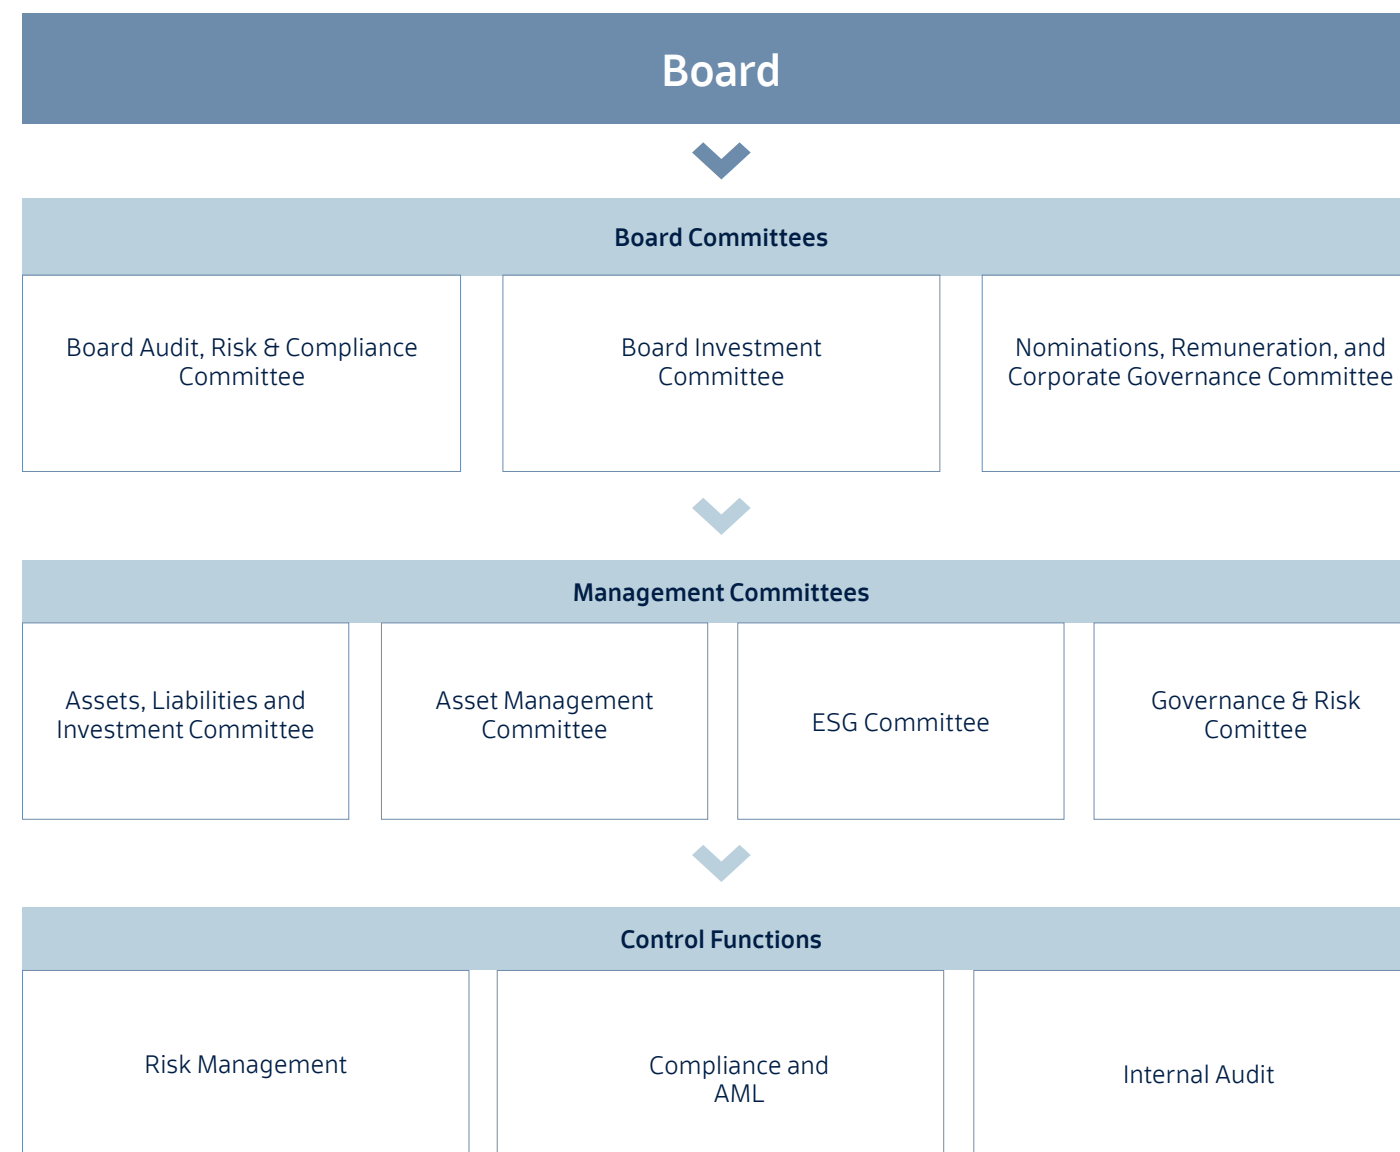 Board
Board Committees
Board Audit, Risk & Compliance
Committee
Board Investment
Committee
Nominations, Remuneration, and
Corporate Governance Committee
Management Committees
Assets, Liabilities and
Investment Committee
Asset Management
Committee
ESG Committee
Governance & Risk
Comittee
Control Functions
Risk Management
Compliance and
AML
Internal Audit